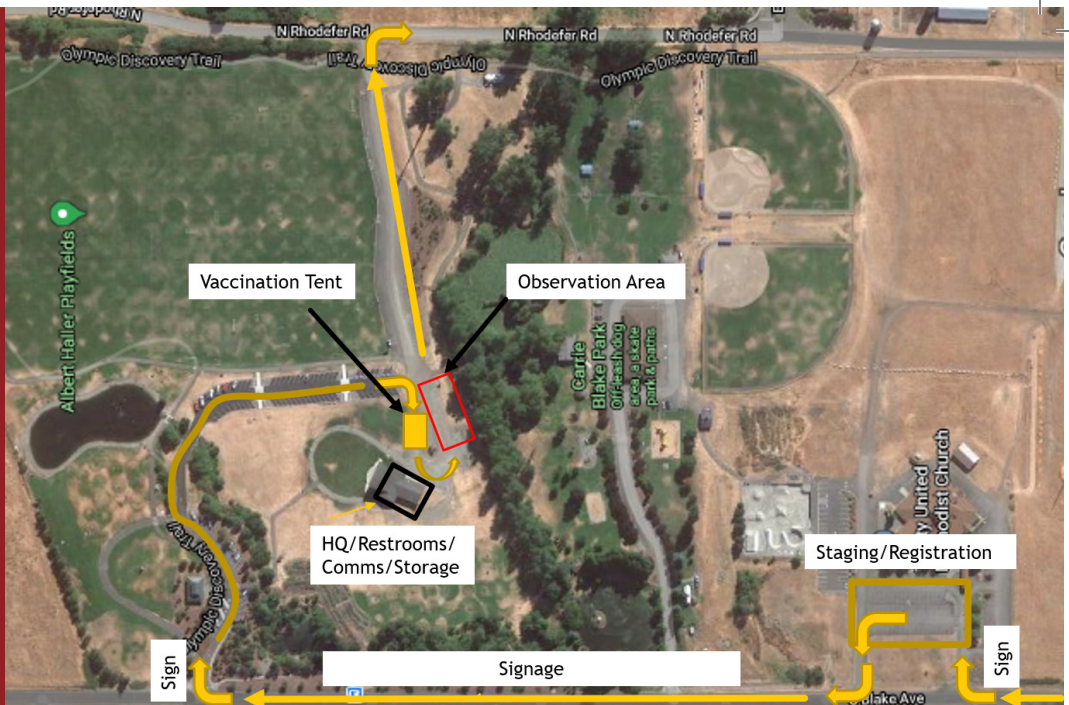 N Rhodefer Rd
N Rhodefer Rd
N Rhodefer Rd
N Rhodefer Rd
Olympic Discovery Trail
Olympic Discovery Trail
Olympic Discovery Trail
Albert Haller Playfields
Vaccination Tent
Observation Area
Carrie
Blake Park
Off-leash dog
area, a skate
park & paths
HQ/Restrooms/
Comms/Storage
United
Church
Staging/Registration
Olympic Discovery Trail
Sign
Signage
Sign
Blake Ave